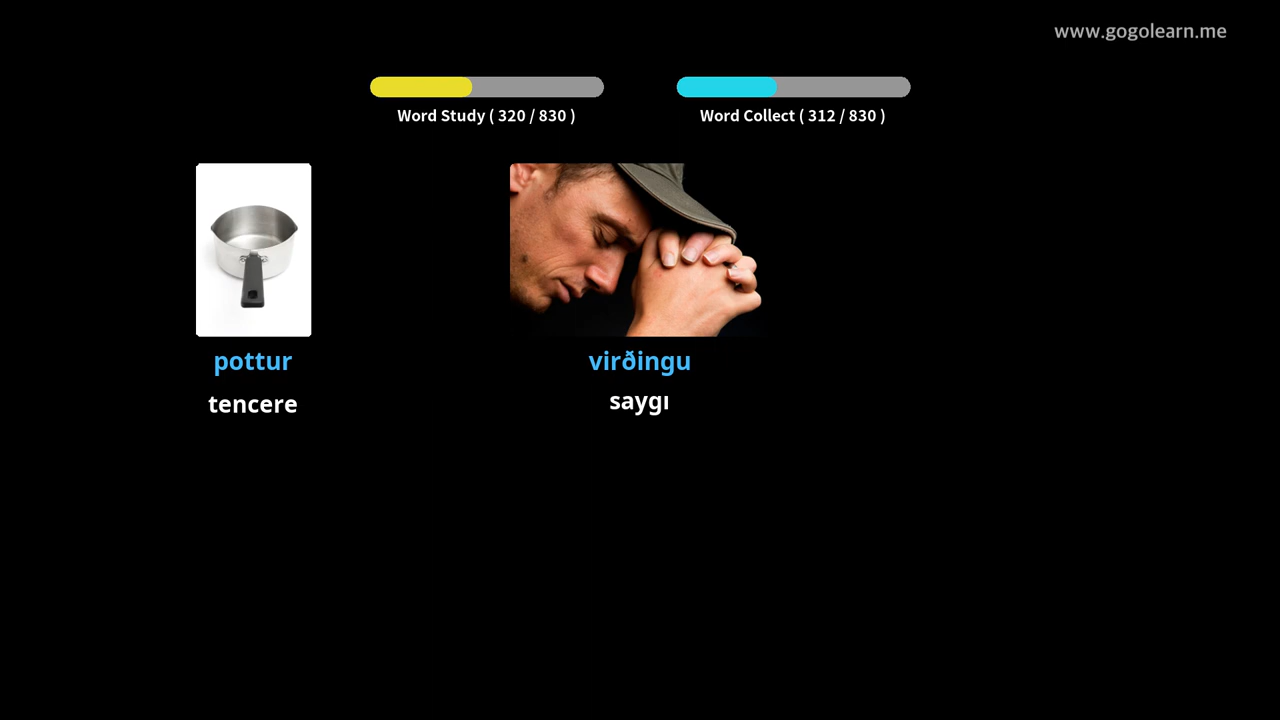 www.gogolearn.me
Word Study ( 320 / 830 )
Word Collect ( 312 / 830 )
pottur
tencere
virðingu
saygı